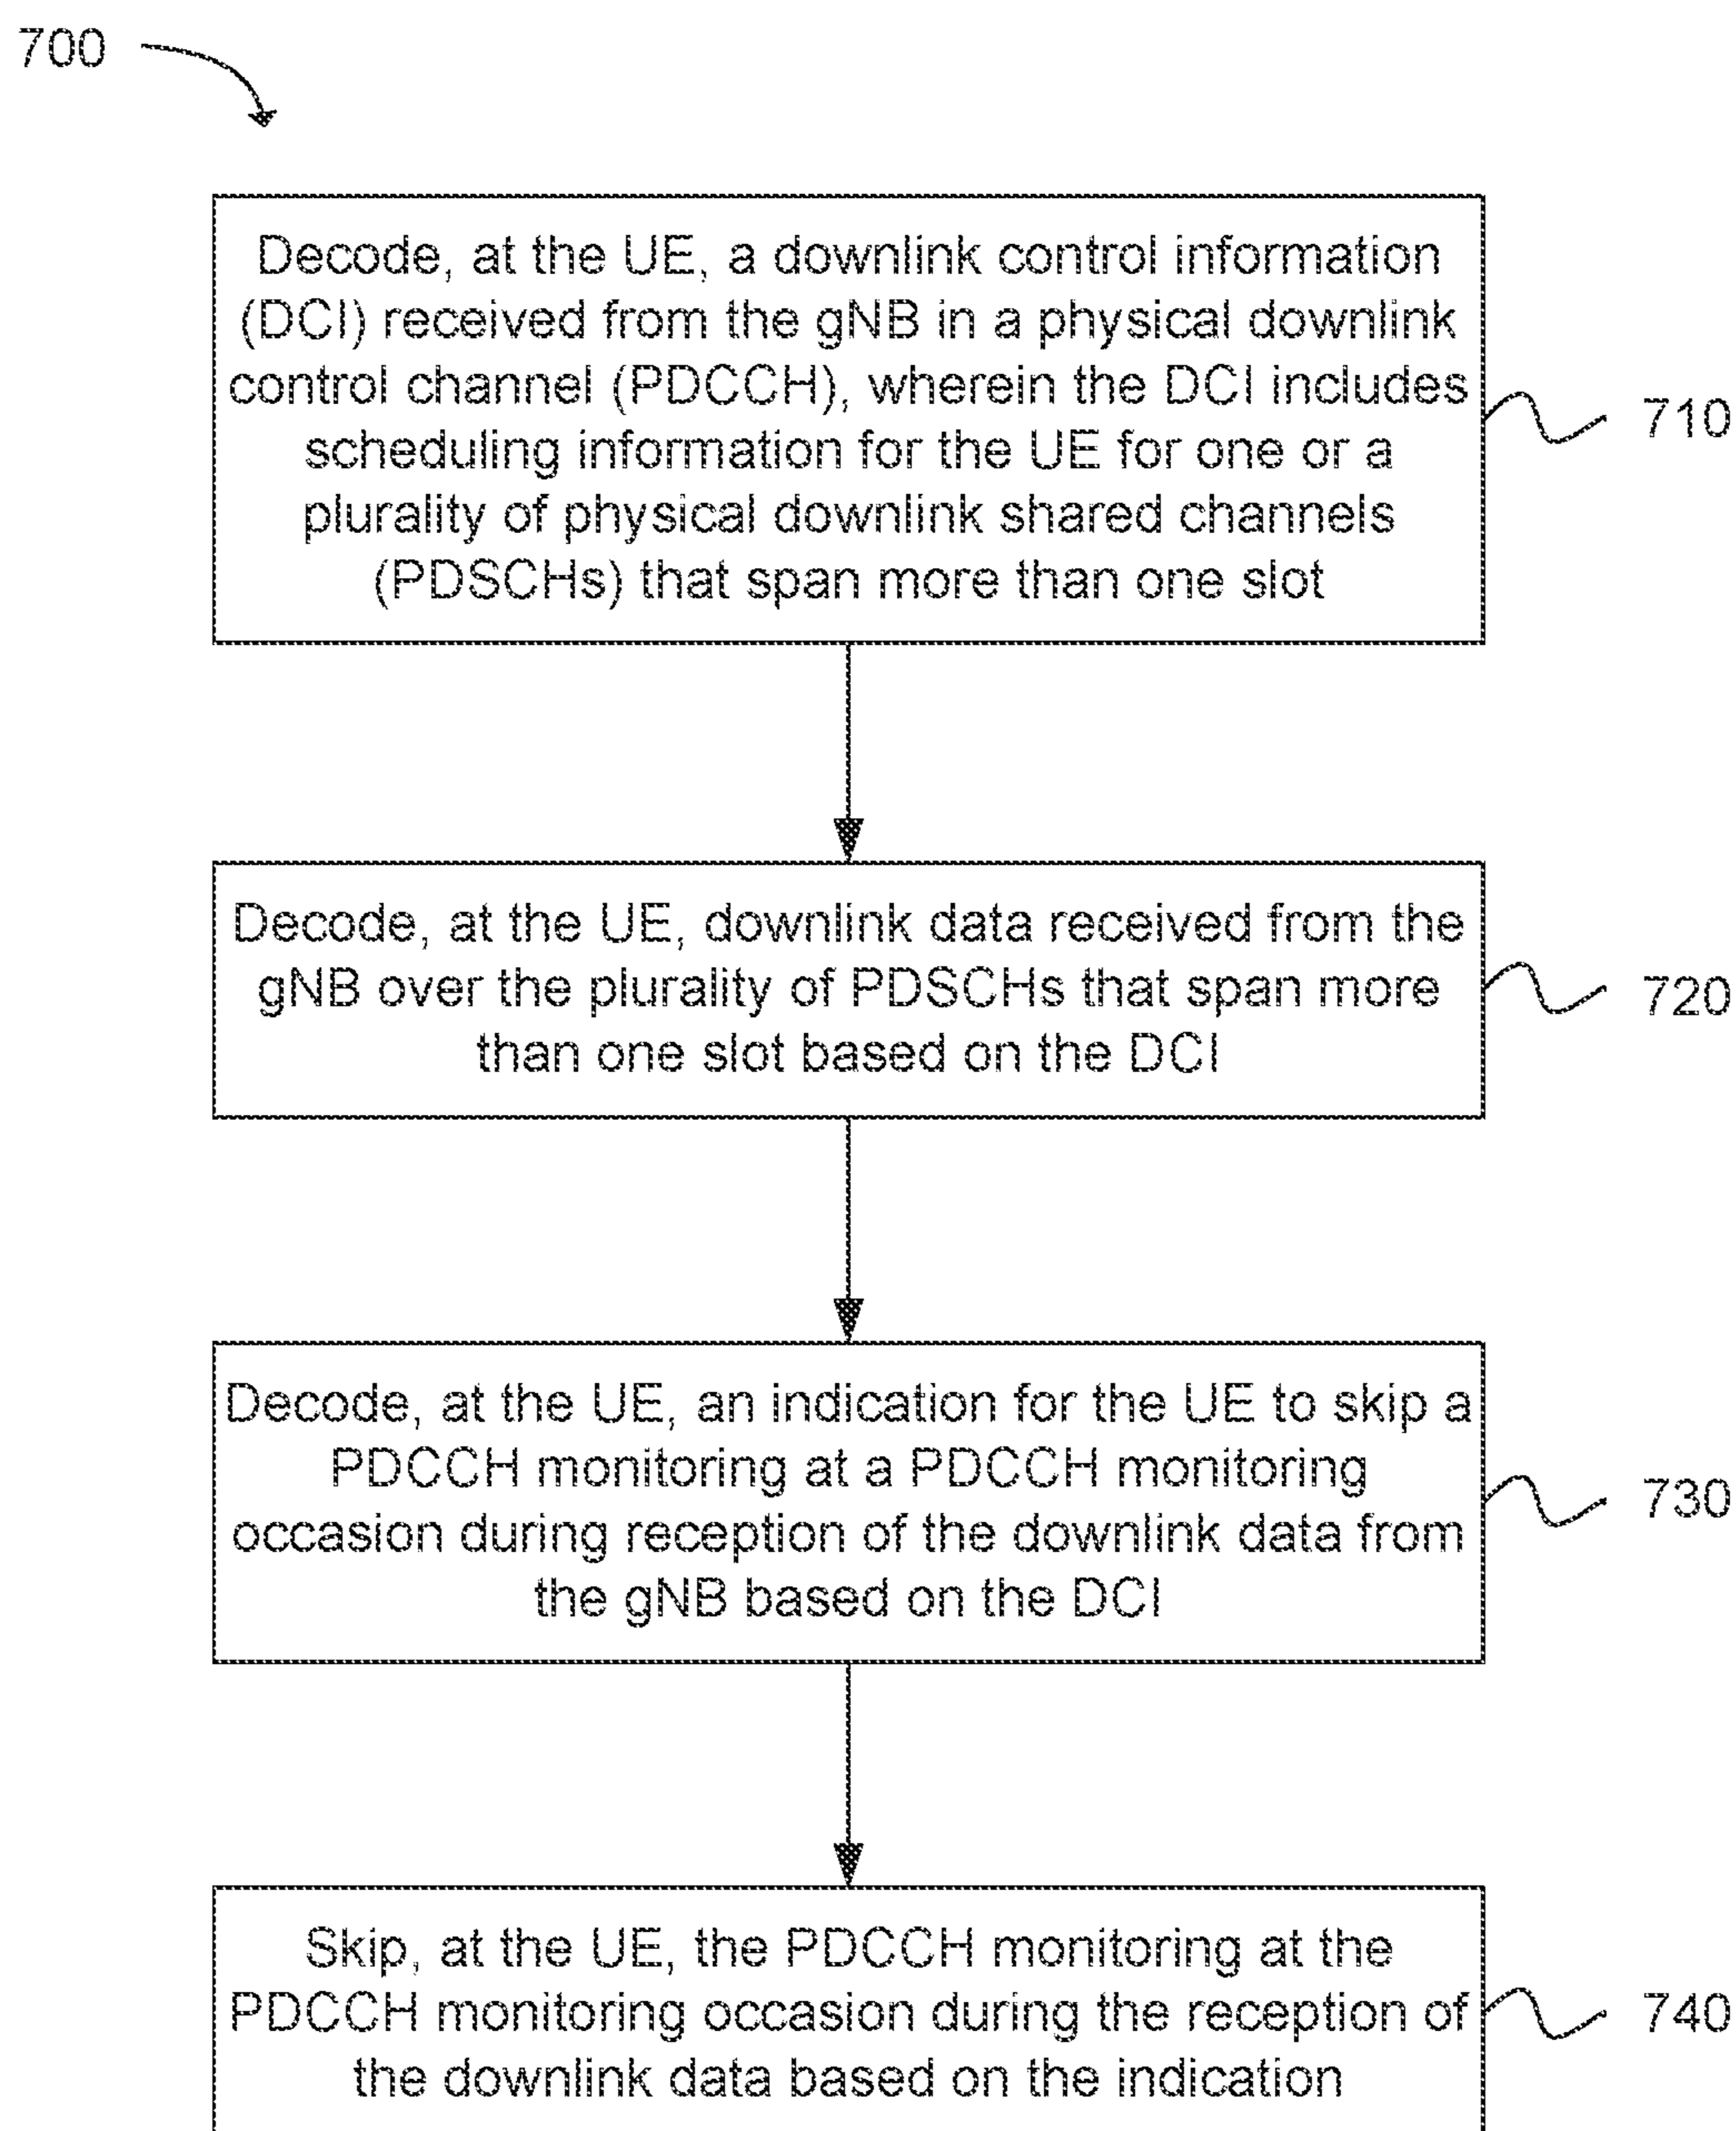 700
Decode, at the UE, a downlink control information
(DCI) received from the gNB in a physical downlink
control channel (PDCCH), wherein the DCI includes
scheduling information for the UE for one or a
plurality of physical downlink shared channels
(PDSCHs) that span more than one slot
710
Decode, at the UE, downlink data received from the
gNB over the plurality of PDSCHs that span more
than one slot based on the DCI
720
Decode, at the UE, an indication for the UE to skip a
PDCCH monitoring at a PDCCH monitoring
occasion during reception of the downlink data from
the gNB based on the DCI
730
Skip, at the UE, the PDCCH monitoring at the
PDCCH monitoring occasion during the reception of
the downlink data based on the indication
740